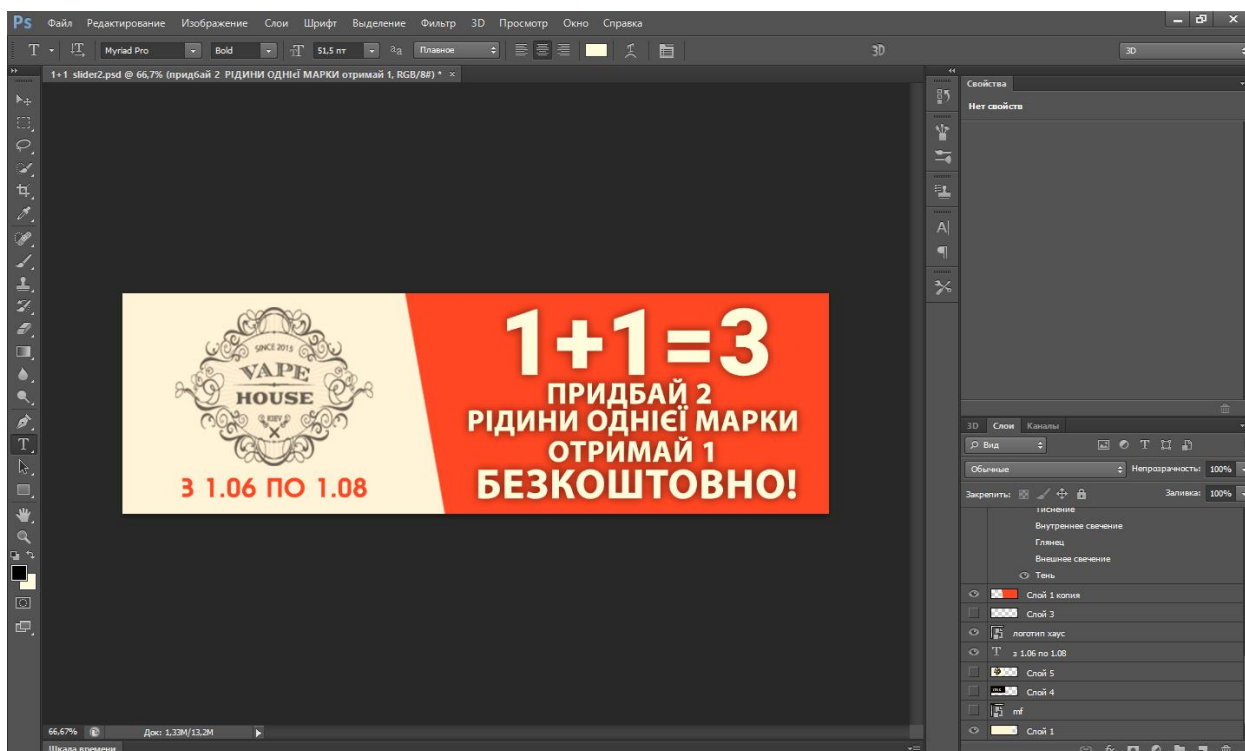 Ps Файл Редактирование Изображение Слои Шрифт Выделение Фильтр 3D Просмотр Окно Справка
T Myriad Pro Bold 51,5 пт Плавное 3D 3D
1+1 slider2.psd @ 66,7% (придбай 2 РІДИНИ ОДНІЄЇ МАРКИ отримай 1, RGB/8#) * ×
Свойства
Нет свойств
SINCE 2015
VAPE
HOUSE
KIEV
З 1.06 ПО 1.08
1+1=3
ПРИДБАЙ 2
РІДИНИ ОДНІЄЇ МАРКИ
ОТРИМАЙ 1
БЕЗКОШТОВНО!
3D Слои Каналы
Вид
Обычные Непрозрачность: 100%
Закрепить: Заливка: 100%
Тиснение
Внутреннее свечение
Глянец
Внешнее свечение
Тень
Слой 1 копия
Слой 3
логотип хаус
T з 1.06 по 1.08
Слой 5
Слой 4
mf
Слой 1
66,67% Док: 1,33M/13,2M
Шкала времени